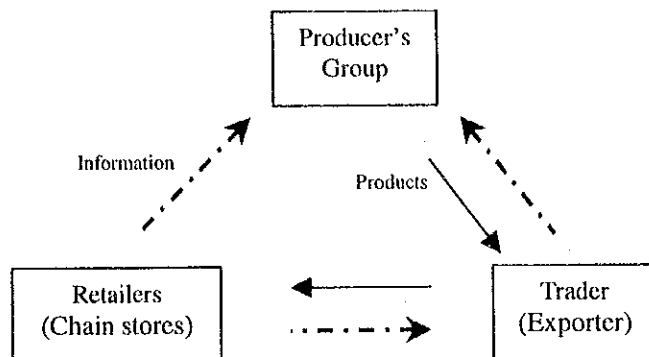 Producer's
Group
Information
Products
Retailers
(Chain stores)
Trader
(Exporter)